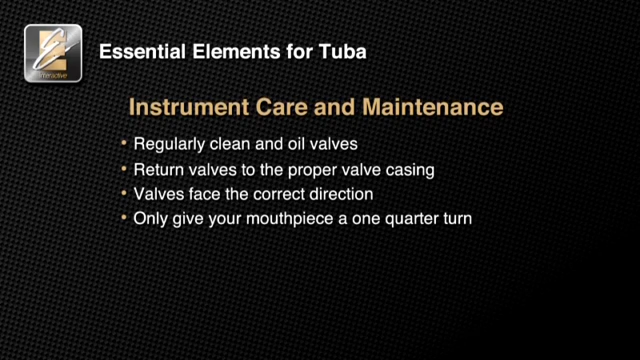 interactive
Essential Elements for Tuba
Instrument Care and Maintenance
• Regularly clean and oil valves
• Return valves to the proper valve casing
• Valves face the correct direction
• Only give your mouthpiece a one quarter turn